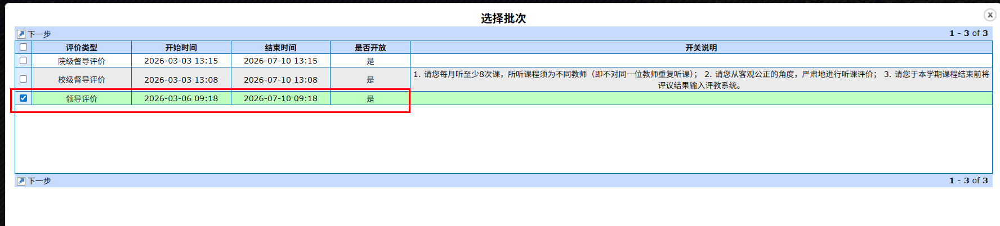 选择批次
下一步 1 - 3 of 3
评价类型 开始时间 结束时间 是否开放 开关说明
院级督导评价 2026-03-03 13:15 2026-07-10 13:15 是
校级督导评价 2026-03-03 13:08 2026-07-10 13:08 是 1. 请您每月听至少8次课，所听课程须为不同教师（即不对同一位教师重复听课）； 2. 请您从客观公正的角度，严肃地进行听课评价； 3. 请您于本学期课程结束前将
评议结果输入评教系统。
领导评价 2026-03-06 09:18 2026-07-10 09:18 是
下一步 1 - 3 of 3